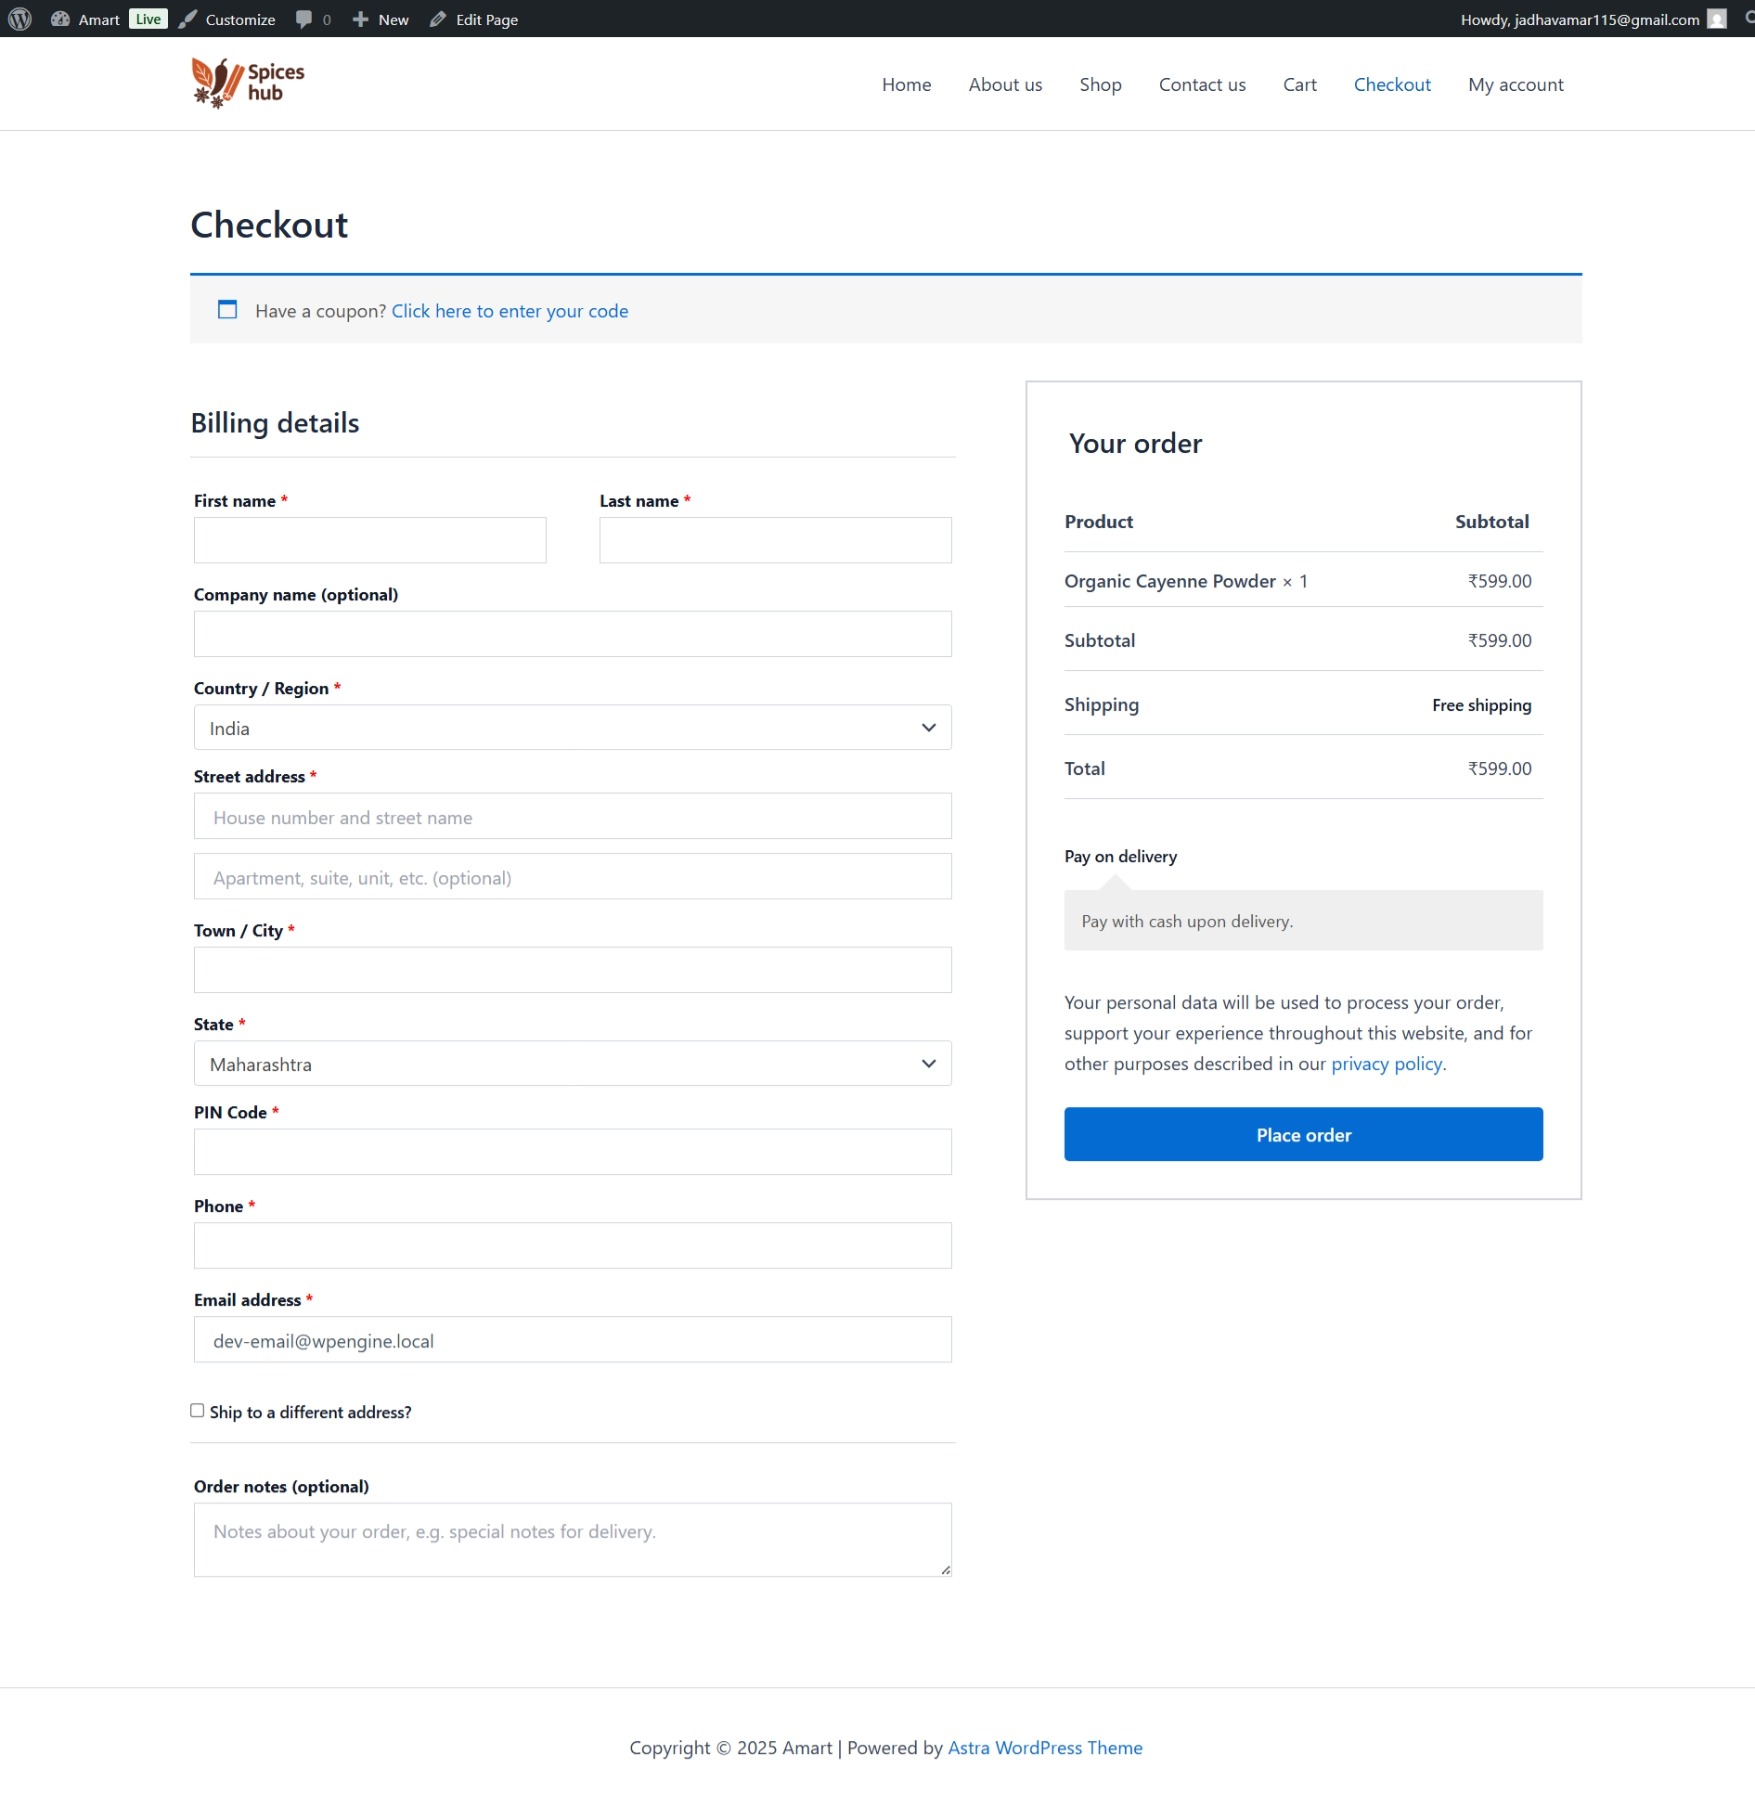 Amart Live Customize 0 New Edit Page Howdy, jadhavamar115@gmail.com
Spices
hub
Home About us Shop Contact us Cart Checkout My account
Checkout
Have a coupon? Click here to enter your code
Billing details
First name * Last name *
Company name (optional)
Country / Region *
India
Street address *
House number and street name
Apartment, suite, unit, etc. (optional)
Town / City *
State *
Maharashtra
PIN Code *
Phone *
Email address *
dev-email@wpengine.local
Ship to a different address?
Order notes (optional)
Notes about your order, e.g. special notes for delivery.
Your order
Product Subtotal
Organic Cayenne Powder × 1 ₹599.00
Subtotal ₹599.00
Shipping Free shipping
Total ₹599.00
Pay on delivery
Pay with cash upon delivery.
Your personal data will be used to process your order,
support your experience throughout this website, and for
other purposes described in our privacy policy.
Place order
Copyright © 2025 Amart | Powered by Astra WordPress Theme